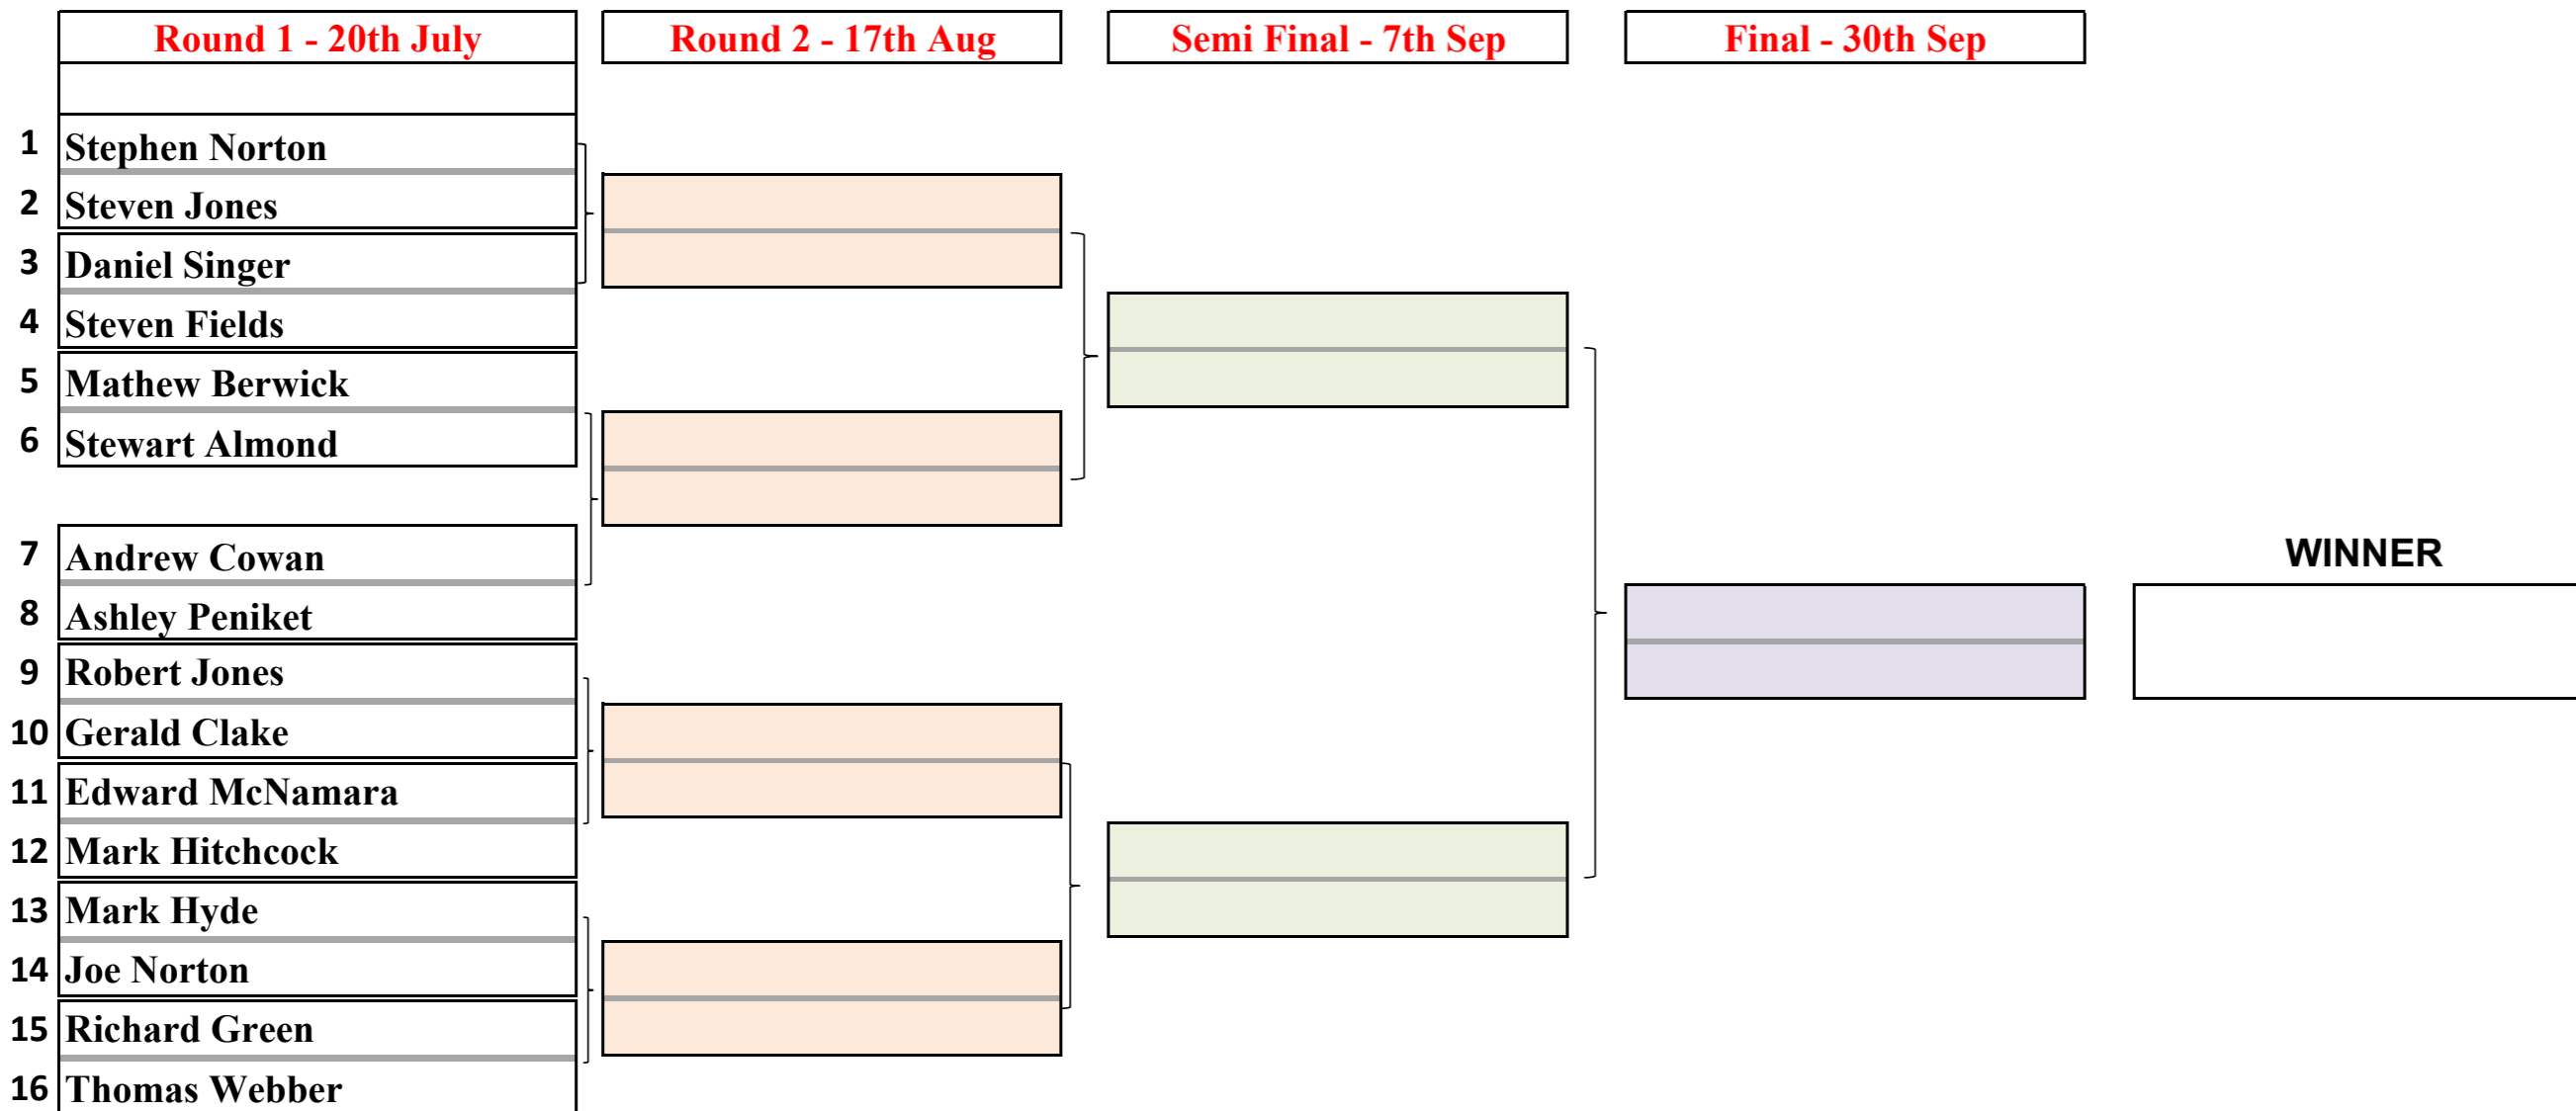 Round 1 - 20th July Round 2 - 17th Aug Semi Final - 7th Sep Final - 30th Sep
1 Stephen Norton
2 Steven Jones
3 Daniel Singer
4 Steven Fields
5 Mathew Berwick
6 Stewart Almond
7 Andrew Cowan WINNER
8 Ashley Peniket
9 Robert Jones
10 Gerald Clake
11 Edward McNamara
12 Mark Hitchcock
13 Mark Hyde
14 Joe Norton
15 Richard Green
16 Thomas Webber